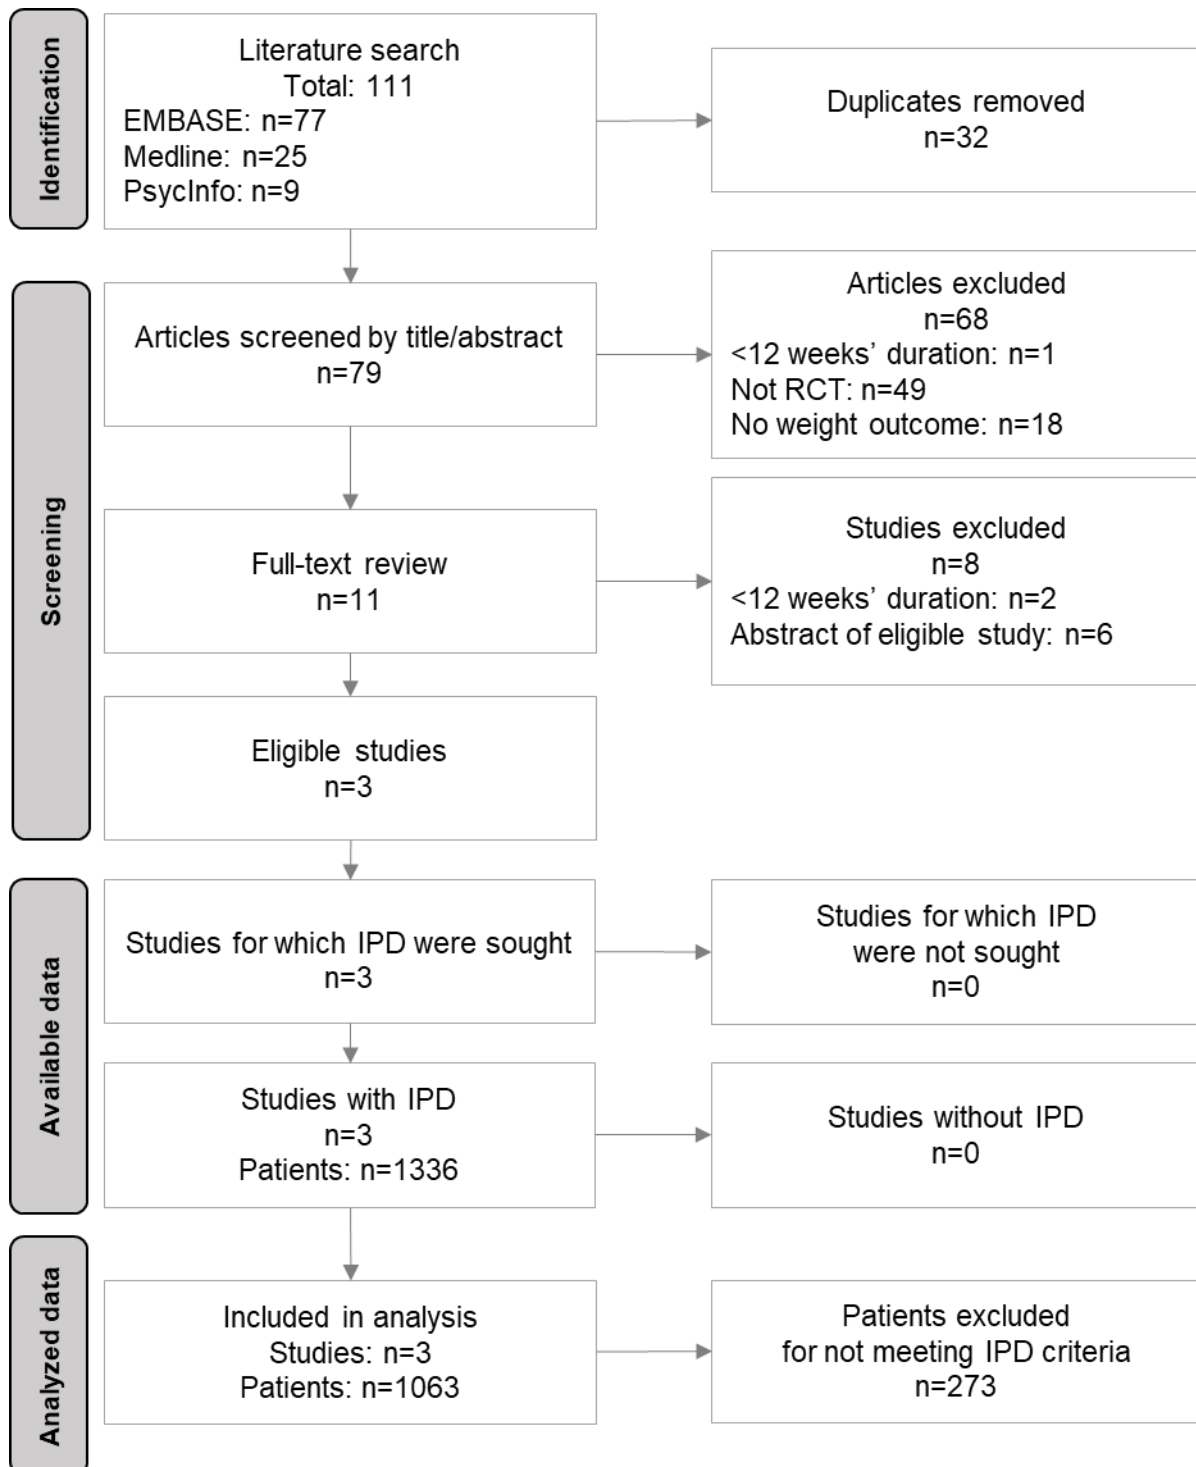 Identification
Literature search
Total: 111
EMBASE: n=77
Medline: n=25
PsycInfo: n=9
Duplicates removed
n=32
Screening
Articles screened by title/abstract
n=79
Articles excluded
n=68
<12 weeks’ duration: n=1
Not RCT: n=49
No weight outcome: n=18
Full-text review
n=11
Studies excluded
n=8
<12 weeks’ duration: n=2
Abstract of eligible study: n=6
Eligible studies
n=3
Available data
Studies for which IPD were sought
n=3
Studies for which IPD
were not sought
n=0
Studies with IPD
n=3
Patients: n=1336
Studies without IPD
n=0
Analyzed data
Included in analysis
Studies: n=3
Patients: n=1063
Patients excluded
for not meeting IPD criteria
n=273